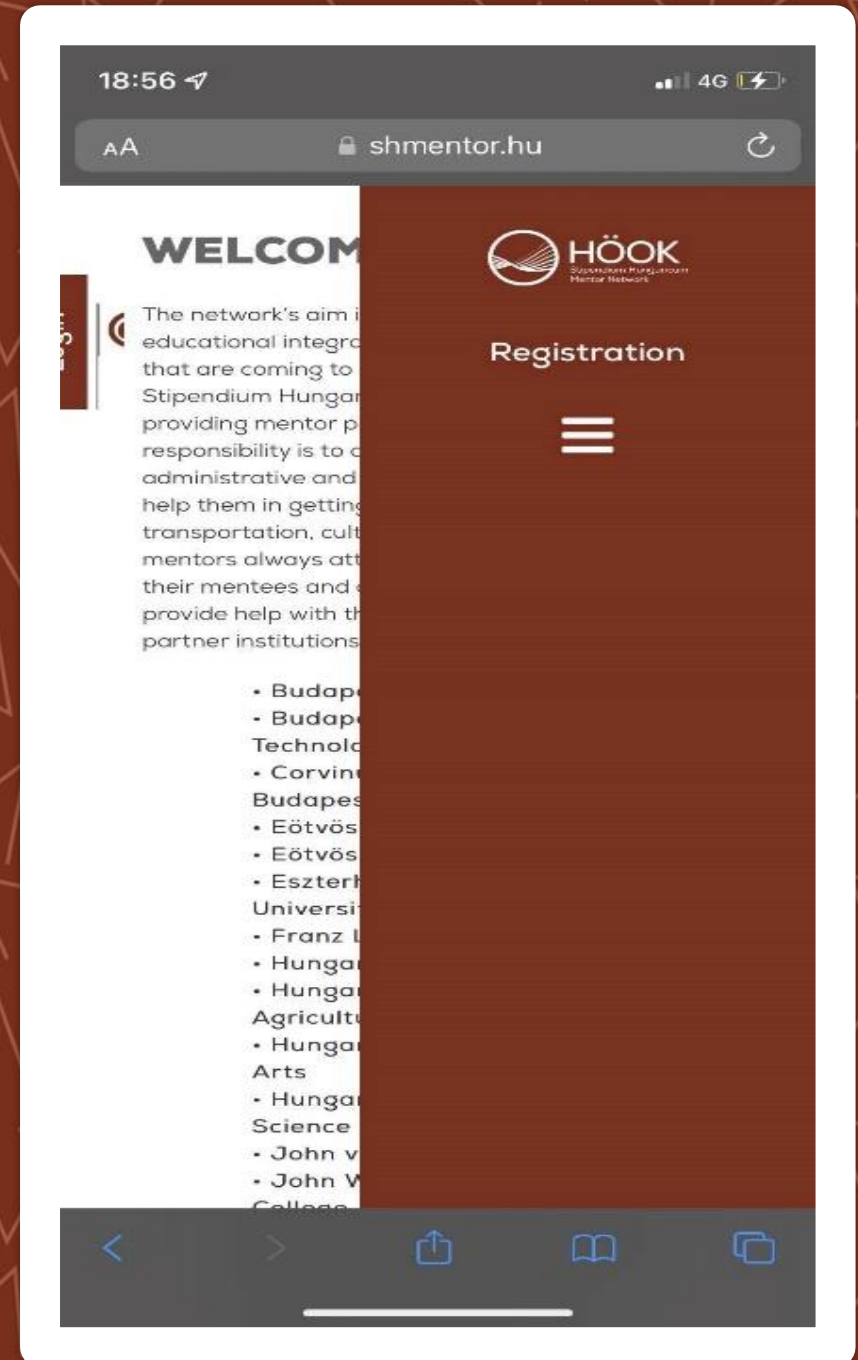 18:56
4G
AA
shmentor.hu
WELCOM
HÖOK
Stipendium Hungaricum
Mentor Network
Registration
The network's aim i
educational integra
that are coming to
Stipendium Hungar
providing mentor p
responsibility is to
administrative and
help them in getting
transportation, cult
mentors always att
their mentees and
provide help with th
partner institutions
• Budap
• Budap
Technolo
• Corvin
Budapes
• Eötvös
• Eötvös
• Eszterh
Universi
• Franz L
• Hungar
• Hungar
Agricultu
• Hungar
Arts
• Hungar
Science
• John v
• John W
College